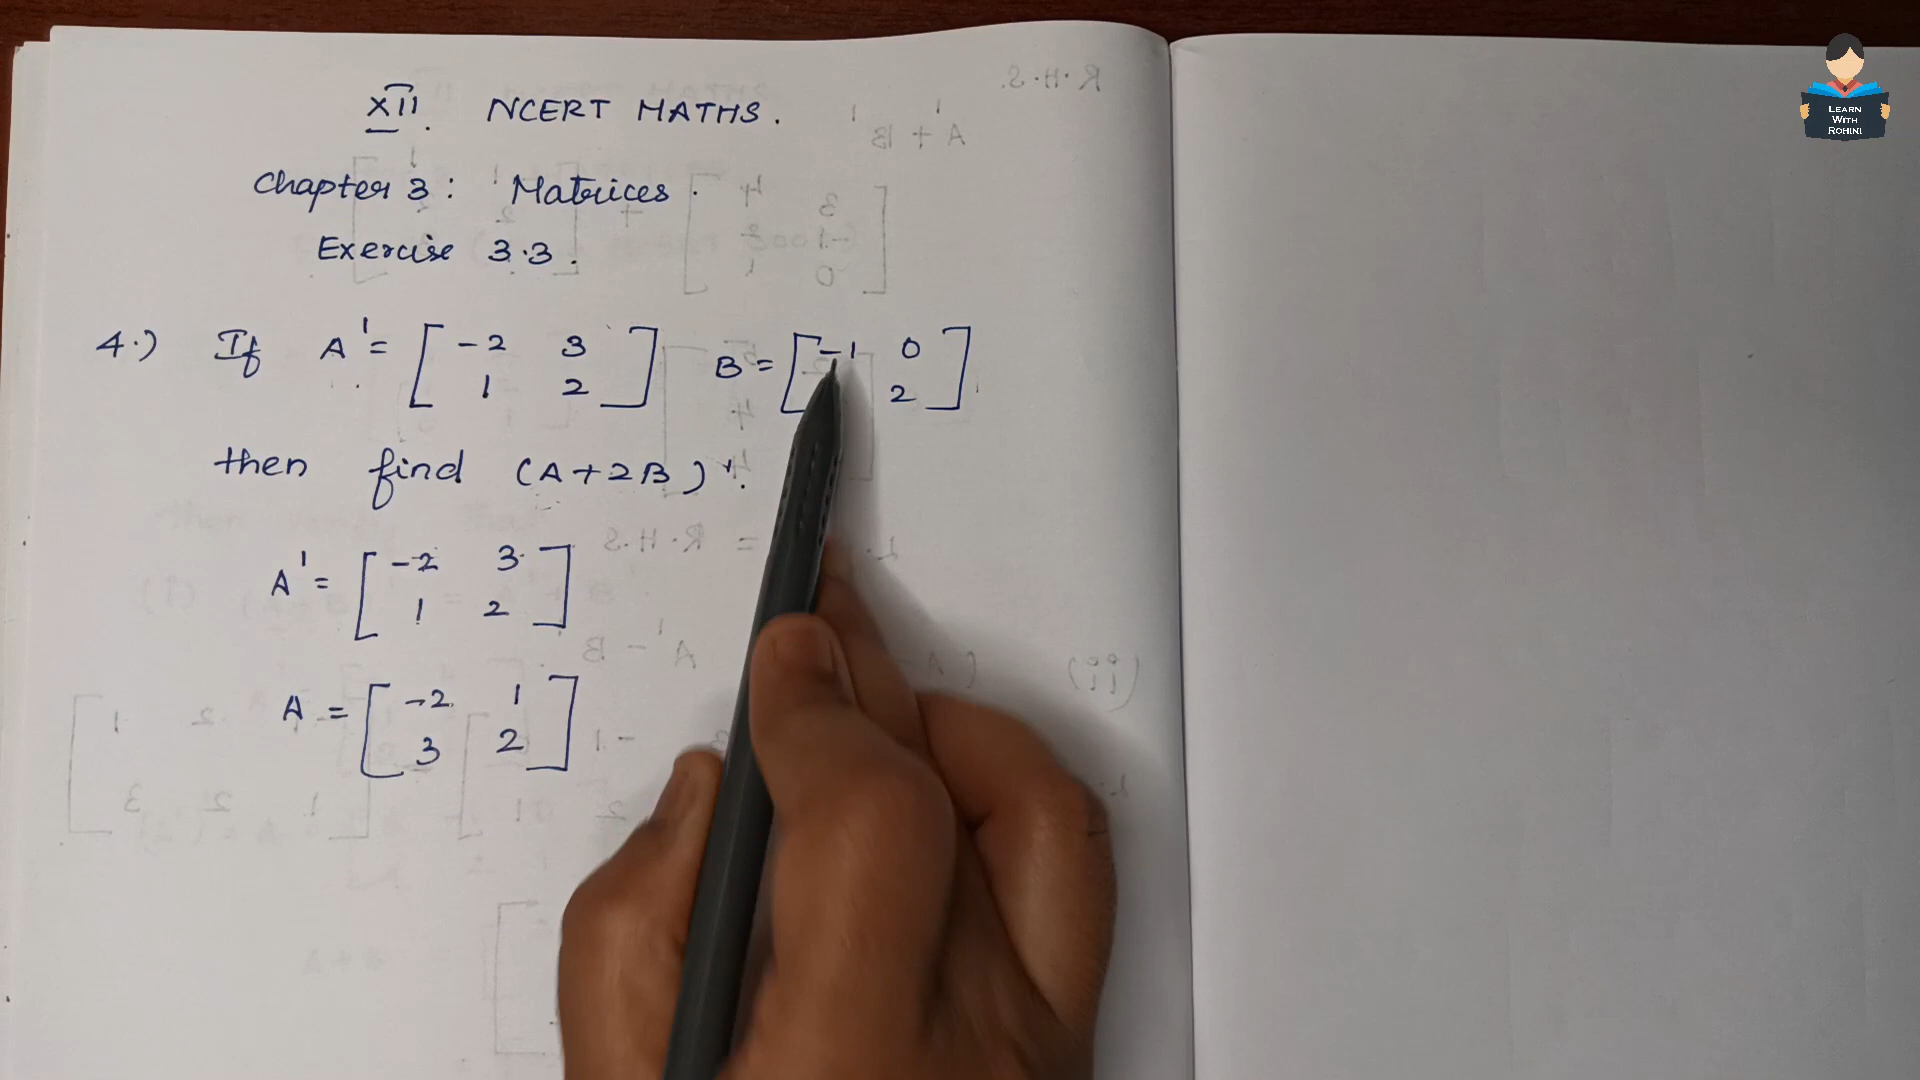 XII. NCERT MATHS.
Chapter 3: Matrices.
Exercise 3.3.
4.) If A' = [ -2 3 B = [ -1 0
1 2 ] 2 ]
then find (A+2B)'.
A' = [ -2 3
1 2 ]
A = [ -2 1
3 2 ]
LEARN
WITH
ROHINI